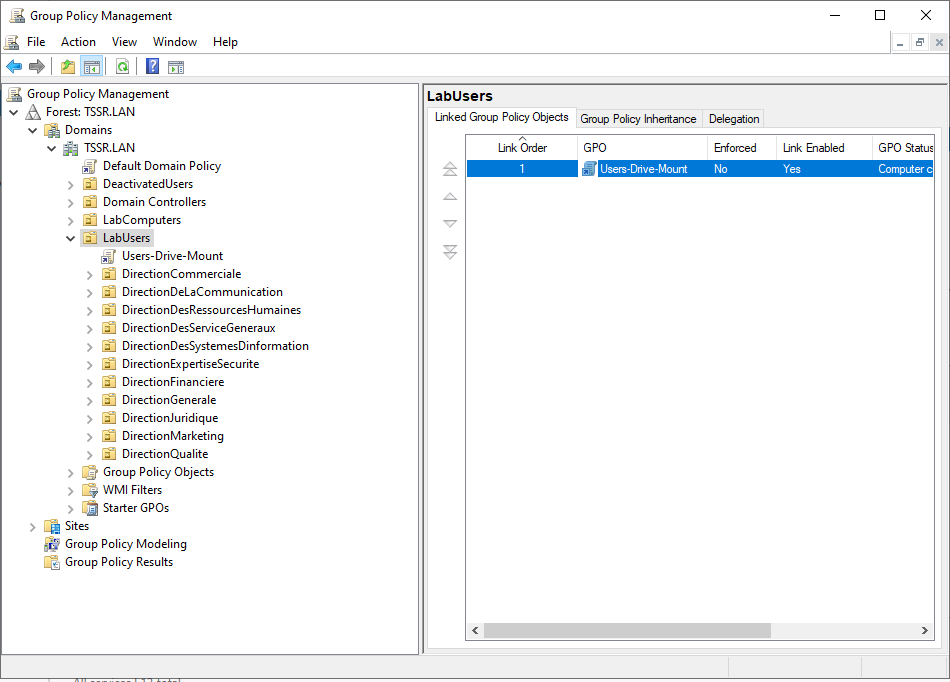 Group Policy Management
File Action View Window Help
Group Policy Management
Forest: TSSR.LAN
Domains
TSSR.LAN
Default Domain Policy
DeactivatedUsers
Domain Controllers
LabComputers
LabUsers
Users-Drive-Mount
DirectionCommerciale
DirectionDeLaCommunication
DirectionDesRessourcesHumaines
DirectionDesServiceGeneraux
DirectionDesSystemesDinformation
DirectionExpertiseSecurite
DirectionFinanciere
DirectionGenerale
DirectionJuridique
DirectionMarketing
DirectionQualite
Group Policy Objects
WMI Filters
Starter GPOs
Sites
Group Policy Modeling
Group Policy Results
LabUsers
Linked Group Policy Objects Group Policy Inheritance Delegation
Link Order GPO Enforced Link Enabled GPO Status
1 Users-Drive-Mount No Yes Computer c